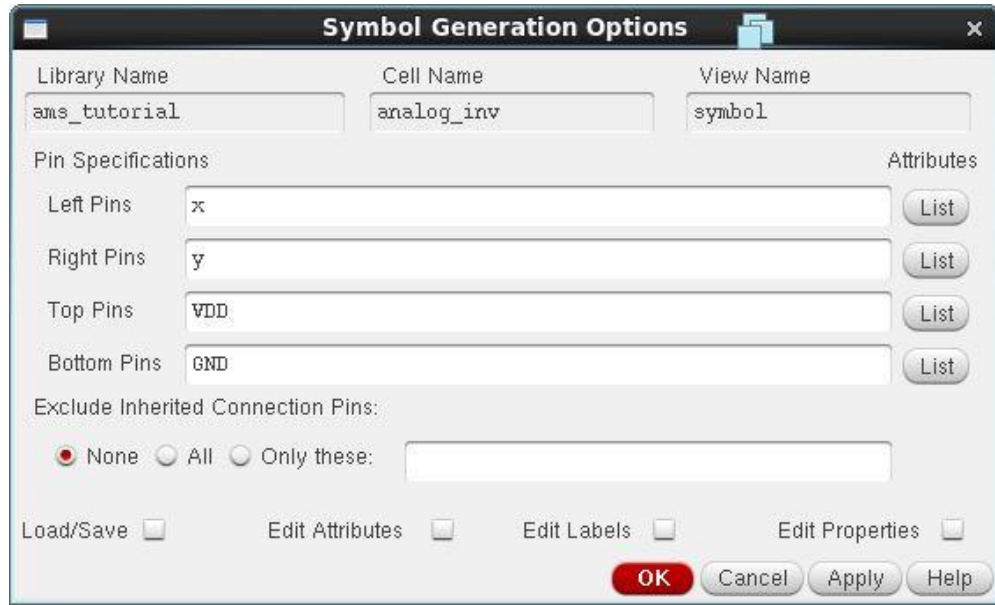 Symbol Generation Options
Library Name Cell Name View Name
ams_tutorial analog_inv symbol
Pin Specifications Attributes
Left Pins x List
Right Pins y List
Top Pins VDD List
Bottom Pins GND List
Exclude Inherited Connection Pins:
None All Only these:
Load/Save Edit Attributes Edit Labels Edit Properties
OK Cancel Apply Help